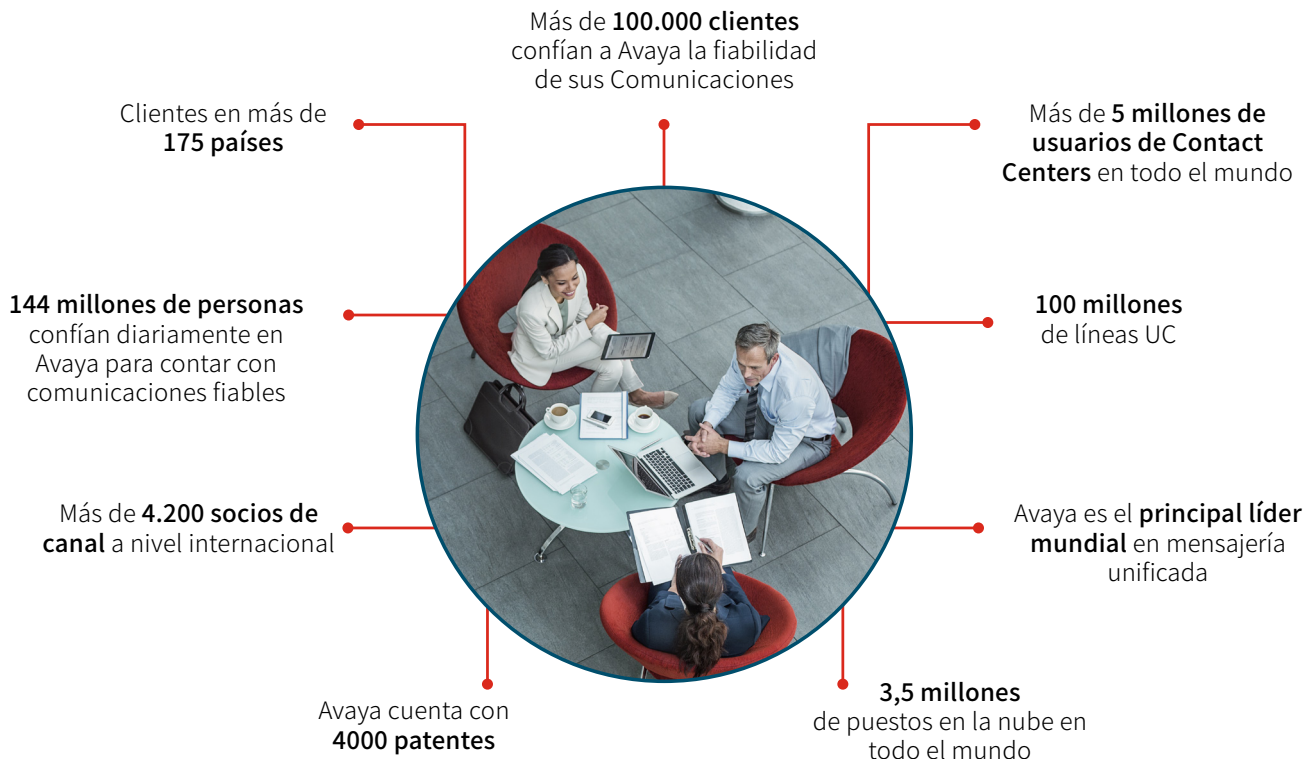 Más de 100.000 clientes
confían a Avaya la fiabilidad
de sus Comunicaciones
Clientes en más de
175 países
Más de 5 millones de
usuarios de Contact
Centers en todo el mundo
144 millones de personas
confían diariamente en
Avaya para contar con
comunicaciones fiables
100 millones
de líneas UC
Más de 4.200 socios de
canal a nivel internacional
Avaya es el principal líder
mundial en mensajería
unificada
Avaya cuenta con
4000 patentes
3,5 millones
de puestos en la nube en
todo el mundo